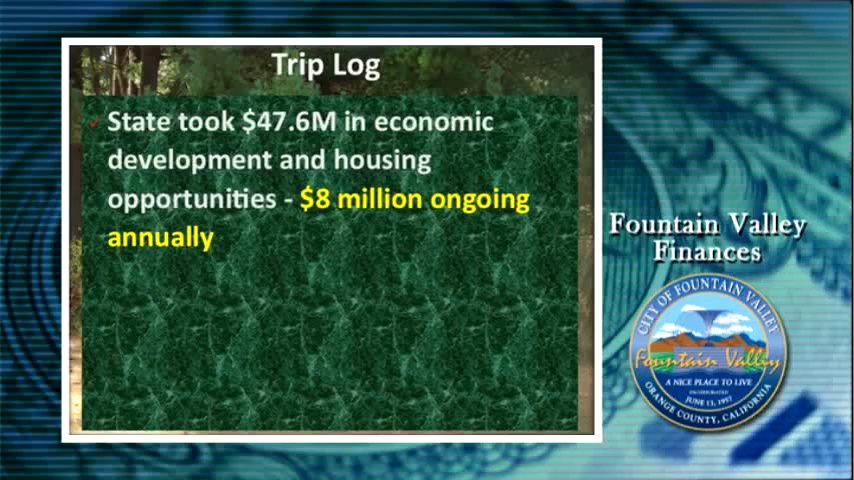 Trip Log
State took $47.6M in economic
development and housing
opportunities - $8 million ongoing
annually
Fountain Valley
Finances
CITY OF FOUNTAIN VALLEY
Fountain Valley
A NICE PLACE TO LIVE
INCORPORATED
JUNE 13, 1957
ORANGE COUNTY, CALIFORNIA